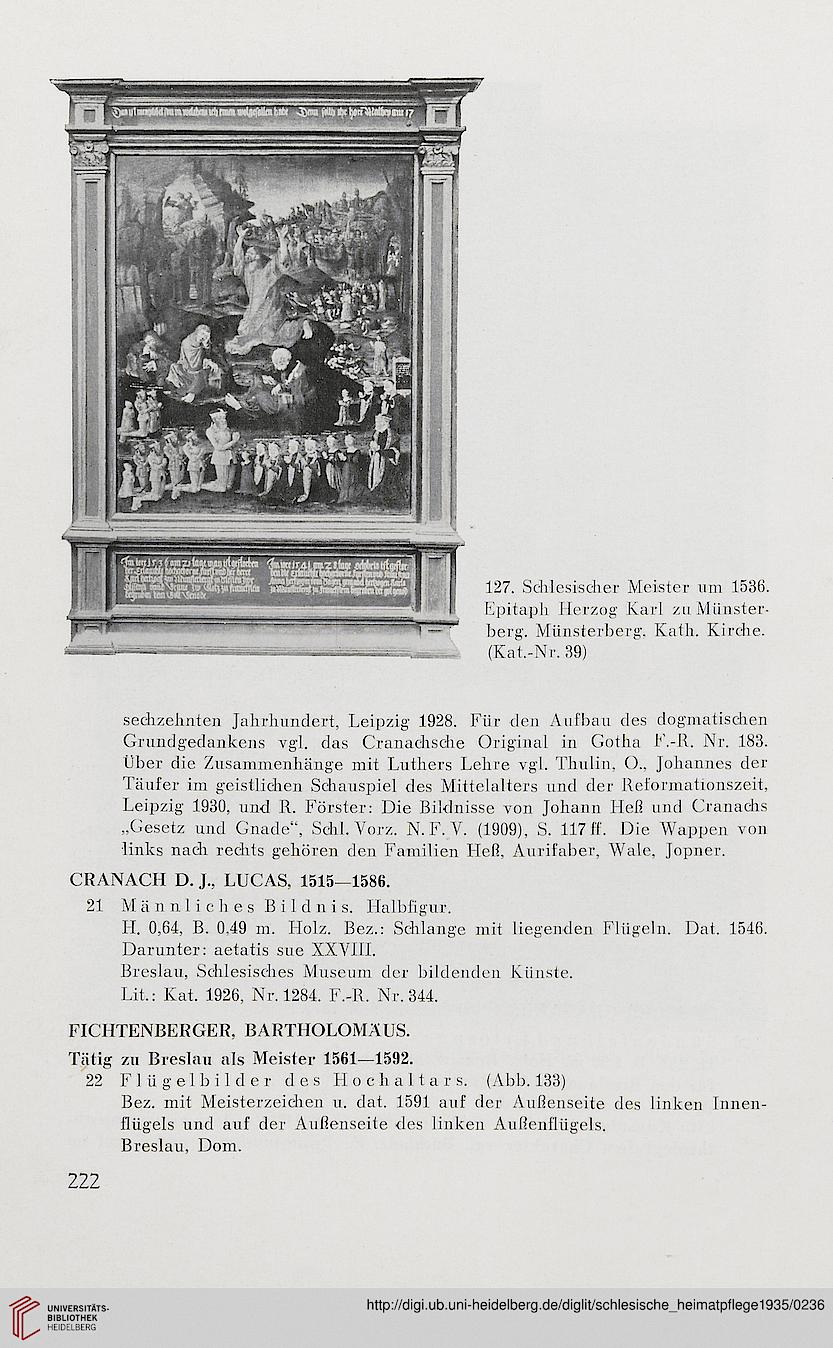 127. Schlesischer Meister um 1536.
Epitaph Herzog Karl zu Münster-
berg. Münsterberg. Kath. Kirche.
(Kat.-Nr. 39)
sechzehnten Jahrhundert, Leipzig 1928. Für den Aufbau des dogmatischen
Grundgedankens vgl. das Cranachsche Original in Gotha F.-R. Nr. 183.
Über die Zusammenhänge mit Luthers Lehre vgl. Thulin, O., Johannes der
Täufer im geistlichen Schauspiel des Mittelalters und der Reformationszeit,
Leipzig 1930, und R. Förster: Die Bildnisse von Johann Heß und Cranachs
„Gesetz und Gnade“, Schl. Vorz. N. F. V. (1909), S. 117 ff. Die Wappen von
links nach rechts gehören den Familien Heß, Aurifaber, Wale, Jopner.
CRANACH D. J., LUCAS, 1515—1586.
21 Männliches Bildnis. Halbfigur.
H. 0,64, B. 0,49 m. Holz. Bez.: Schlange mit liegenden Flügeln. Dat. 1546.
Darunter: aetatis sue XXVIII.
Breslau, Schlesisches Museum der bildenden Künste.
Lit.: Kat. 1926, Nr. 1284. F.-R. Nr. 344.
FICHTENBERGER, BARTHOLOMÄUS.
Tätig zu Breslau als Meister 1561—1592.
22 Flügelbilder des Hochaltars. (Abb. 133)
Bez. mit Meisterzeichen u. dat. 1591 auf der Außenseite des linken Innen-
flügels und auf der Außenseite des linken Außenflügels.
Breslau, Dom.
222
UNIVERSITÄTS-
BIBLIOTHEK
HEIDELBERG
http://digi.ub.uni-heidelberg.de/diglit/schlesische_heimatpflege1935/0236